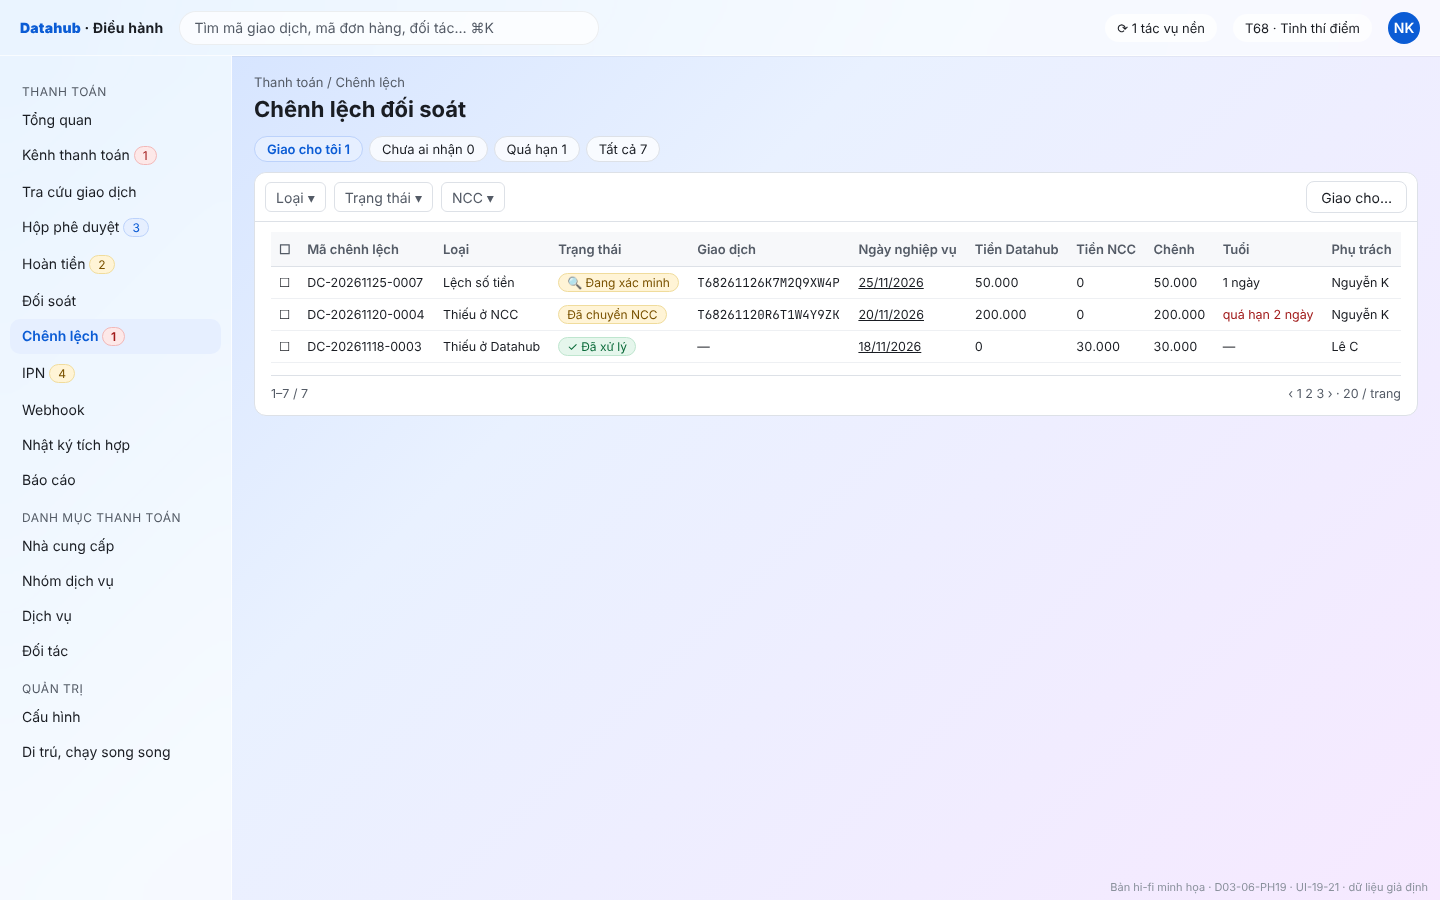 Datahub · Điều hành
Tìm mã giao dịch, mã đơn hàng, đối tác... ⌘K
⟳ 1 tác vụ nền
T68 · Tỉnh thí điểm
NK
THANH TOÁN
Tổng quan
Kênh thanh toán 1
Tra cứu giao dịch
Hộp phê duyệt 3
Hoàn tiền 2
Đối soát
Chênh lệch 1
IPN 4
Webhook
Nhật ký tích hợp
Báo cáo
DANH MỤC THANH TOÁN
Nhà cung cấp
Nhóm dịch vụ
Dịch vụ
Đối tác
QUẢN TRỊ
Cấu hình
Di trú, chạy song song
Thanh toán / Chênh lệch
Chênh lệch đối soát
Giao cho tôi 1
Chưa ai nhận 0
Quá hạn 1
Tất cả 7
Loại ▾
Trạng thái ▾
NCC ▾
Giao cho...
☐ Mã chênh lệch Loại Trạng thái Giao dịch Ngày nghiệp vụ Tiền Datahub Tiền NCC Chênh Tuổi Phụ trách
☐ DC-20261125-0007 Lệch số tiền 🔍 Đang xác minh T68261126K7M2Q9XW4P 25/11/2026 50.000 0 50.000 1 ngày Nguyễn K
☐ DC-20261120-0004 Thiếu ở NCC Đã chuyển NCC T68261120R6T1W4Y9ZK 20/11/2026 200.000 0 200.000 quá hạn 2 ngày Nguyễn K
☐ DC-20261118-0003 Thiếu ở Datahub ✓ Đã xử lý — 18/11/2026 0 30.000 30.000 — Lê C
1–7 / 7
‹ 1 2 3 › · 20 / trang
Bản hi-fi minh họa · D03-06-PH19 · UI-19-21 · dữ liệu giả định